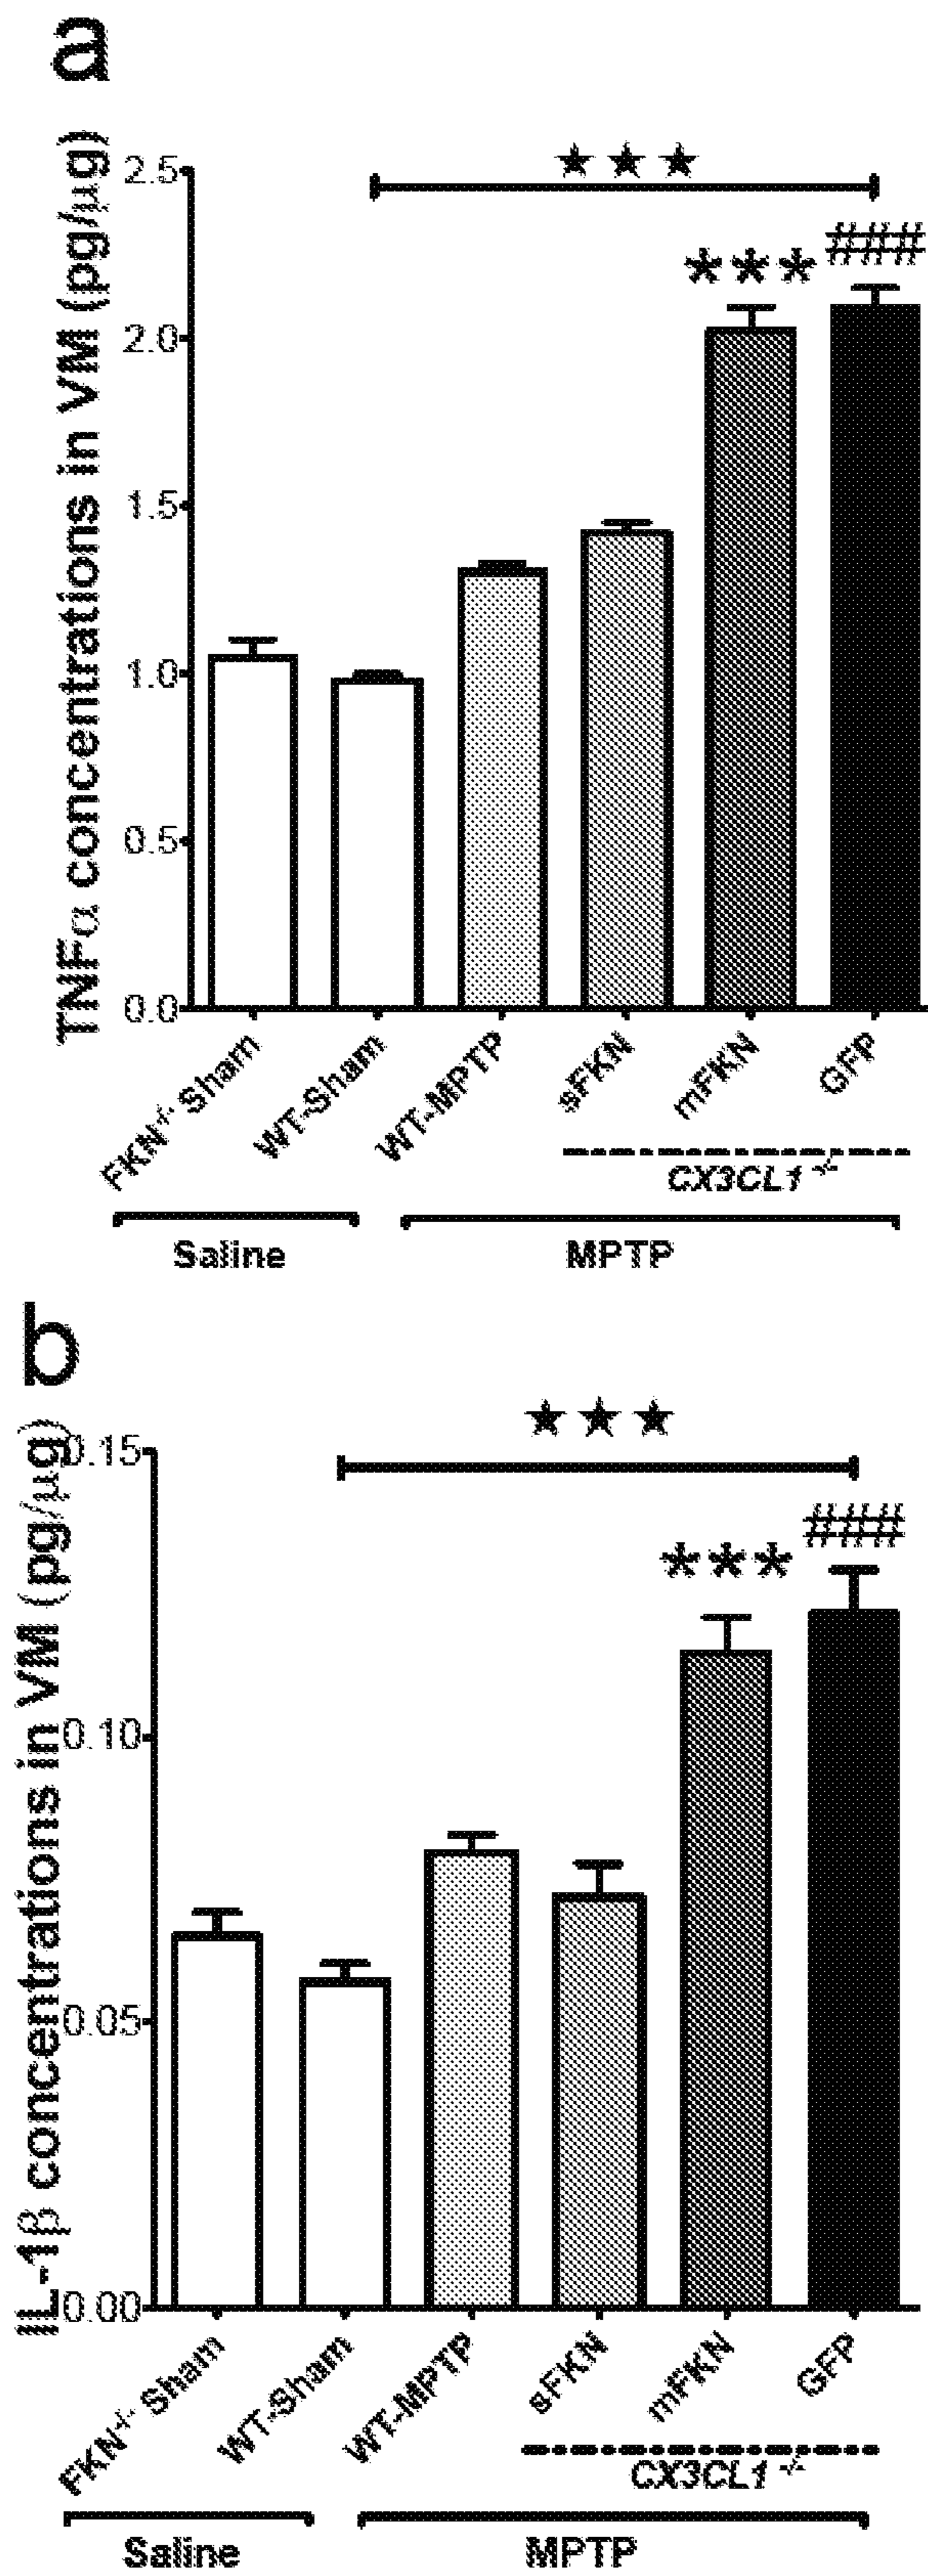 a
TNFα concentrations in VM (pg/μg)
2.5
2.0
1.5
1.0
0.5
0.0
★★★
*** ###
FKN-/- Sham
WT-Sham
WT-MPTP
sFKN
mFKN
GFP
CX3CL1 -/-
Saline
MPTP
b
IL-1β concentrations in VM (pg/μg)
0.15
0.10
0.05
0.00
★★★
*** ###
FKN-/- Sham
WT-Sham
WT-MPTP
sFKN
mFKN
GFP
CX3CL1 -/-
Saline
MPTP